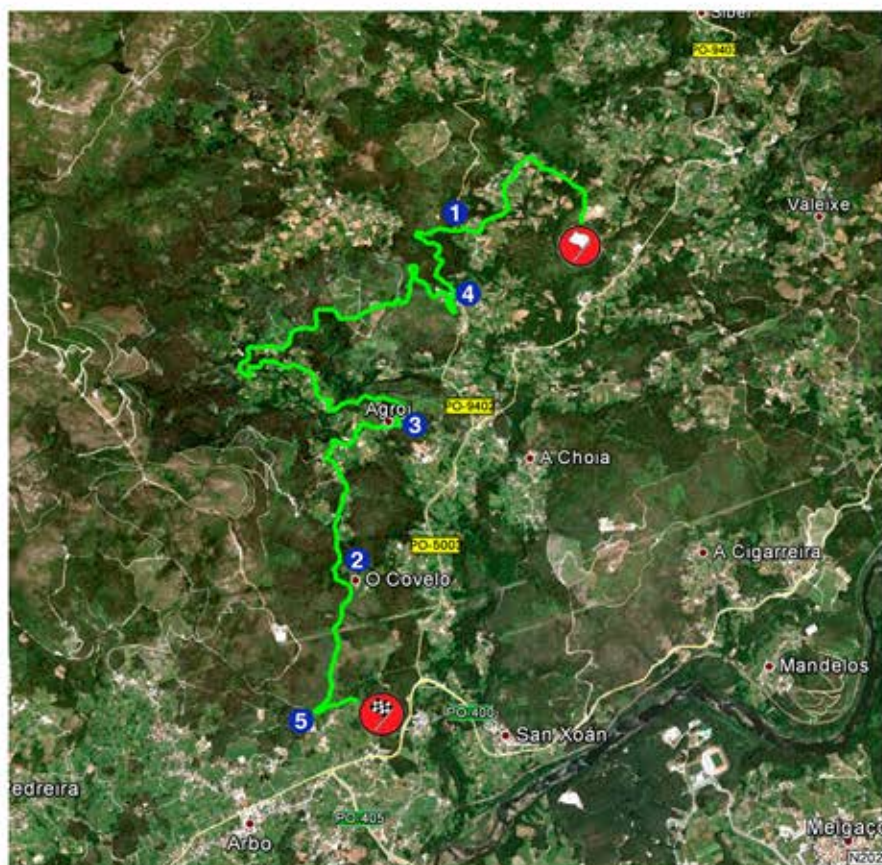 PO-9402
Valeixe
1
4
PO-9402
Agroi
3
A Choia
PO-5003
2
O Covelo
A Cigarreira
Mandelos
5
PO-400
San Xoán
PO-405
Arbo
edreira
Melgaço